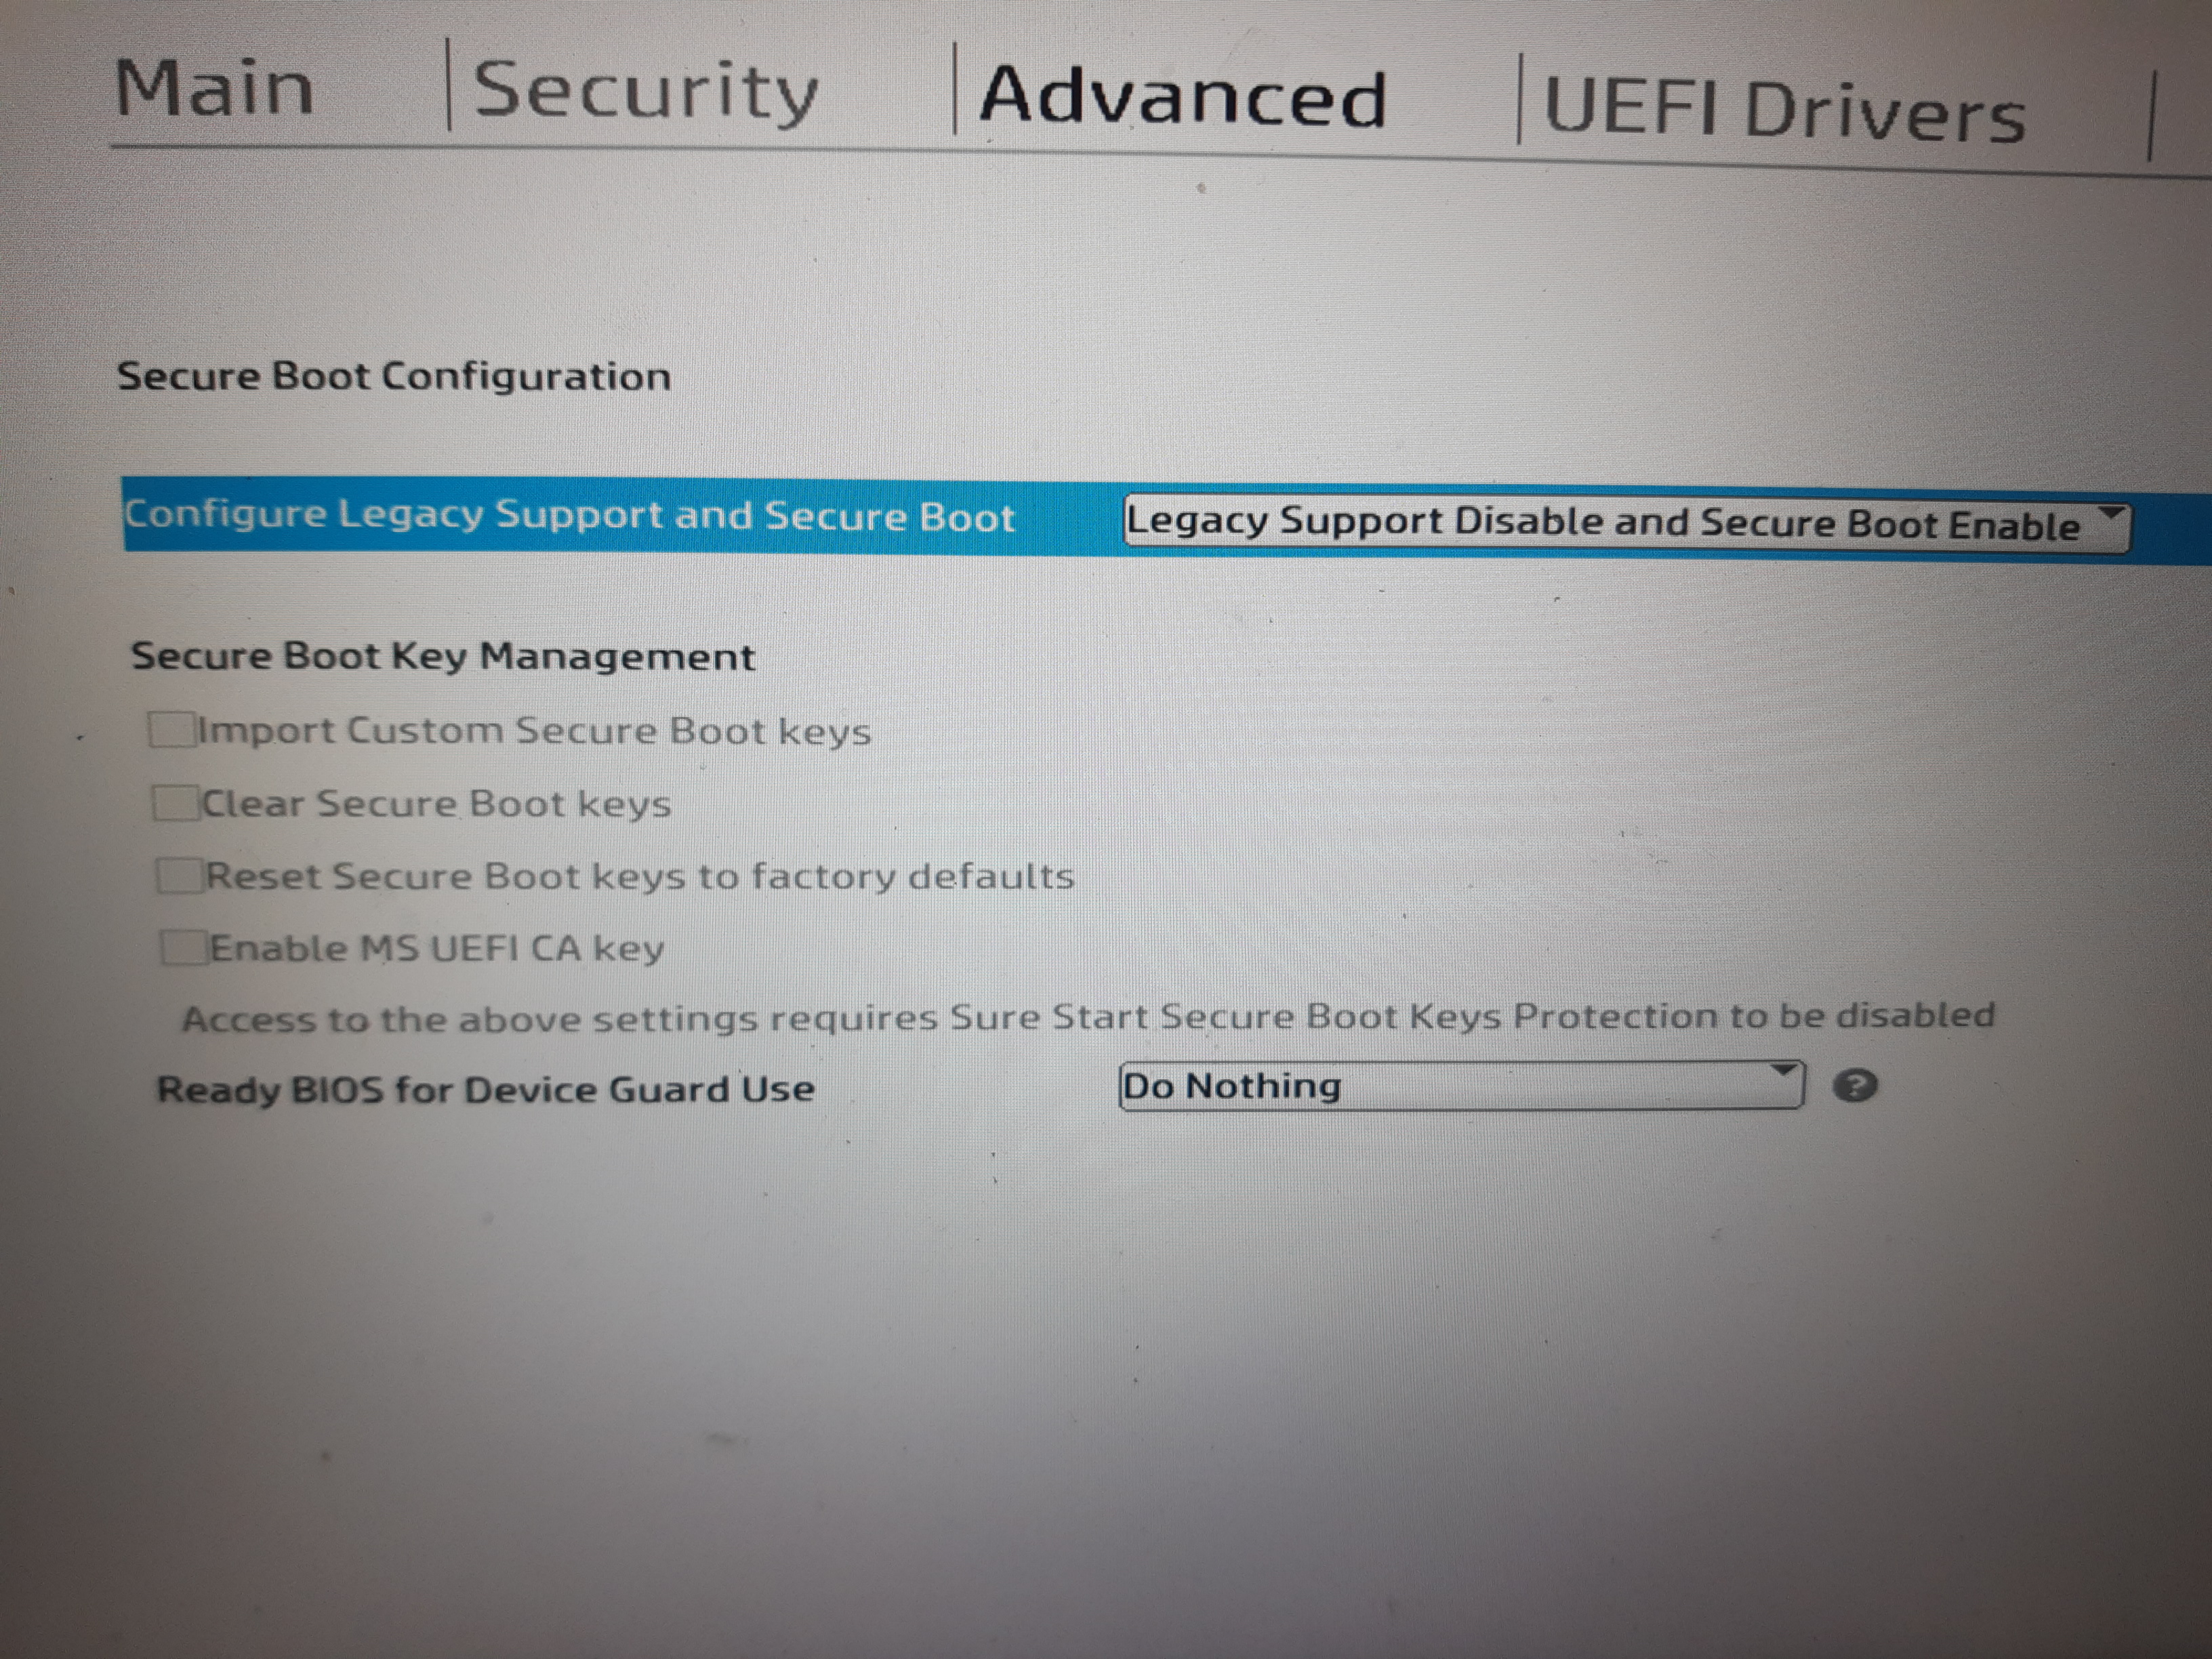 Main | Security | Advanced | UEFI Drivers |
Secure Boot Configuration
Configure Legacy Support and Secure Boot Legacy Support Disable and Secure Boot Enable
Secure Boot Key Management
Import Custom Secure Boot keys
Clear Secure Boot keys
Reset Secure Boot keys to factory defaults
Enable MS UEFI CA key
Access to the above settings requires Sure Start Secure Boot Keys Protection to be disabled
Ready BIOS for Device Guard Use Do Nothing ?